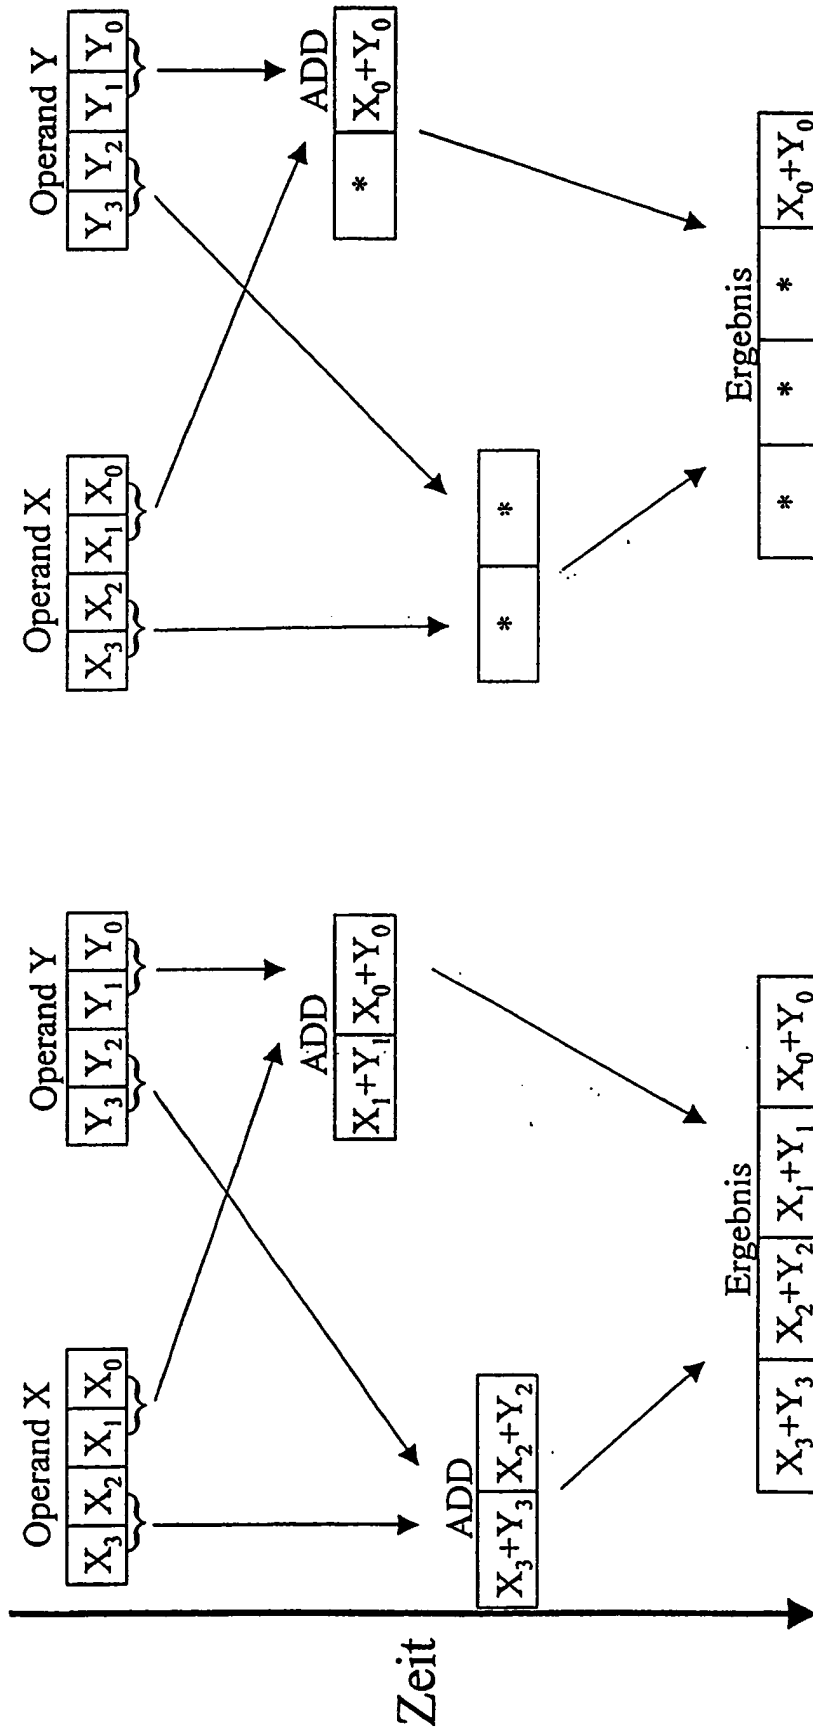 Operand X
X₃ X₂ X₁ X₀
Operand Y
Y₃ Y₂ Y₁ Y₀
ADD
X₁+Y₁ X₀+Y₀
ADD
X₃+Y₃ X₂+Y₂
Ergebnis
X₃+Y₃ X₂+Y₂ X₁+Y₁ X₀+Y₀
Zeit
Operand X
X₃ X₂ X₁ X₀
Operand Y
Y₃ Y₂ Y₁ Y₀
ADD
* X₀+Y₀
* *
Ergebnis
* * * X₀+Y₀